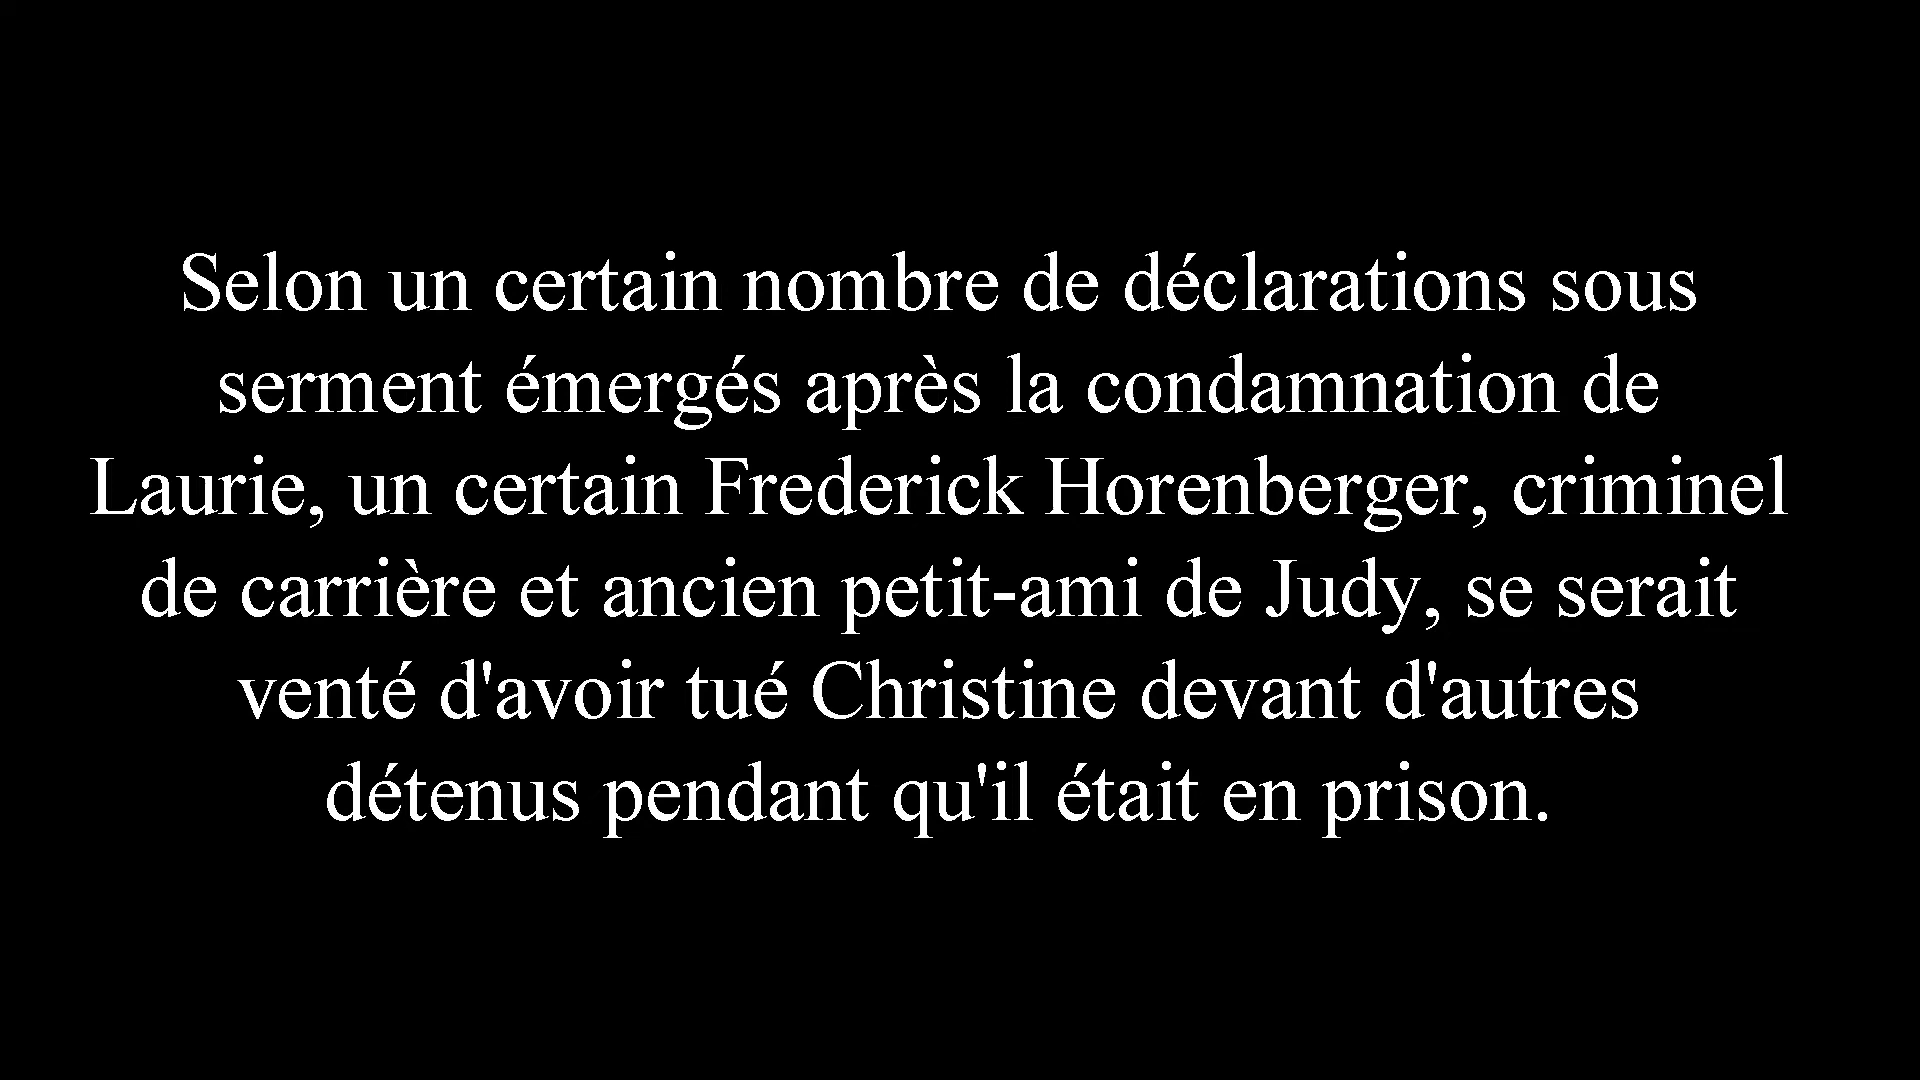 Selon un certain nombre de déclarations sous
serment émergés après la condamnation de
Laurie, un certain Frederick Horenberger, criminel
de carrière et ancien petit-ami de Judy, se serait
venté d'avoir tué Christine devant d'autres
détenus pendant qu'il était en prison.